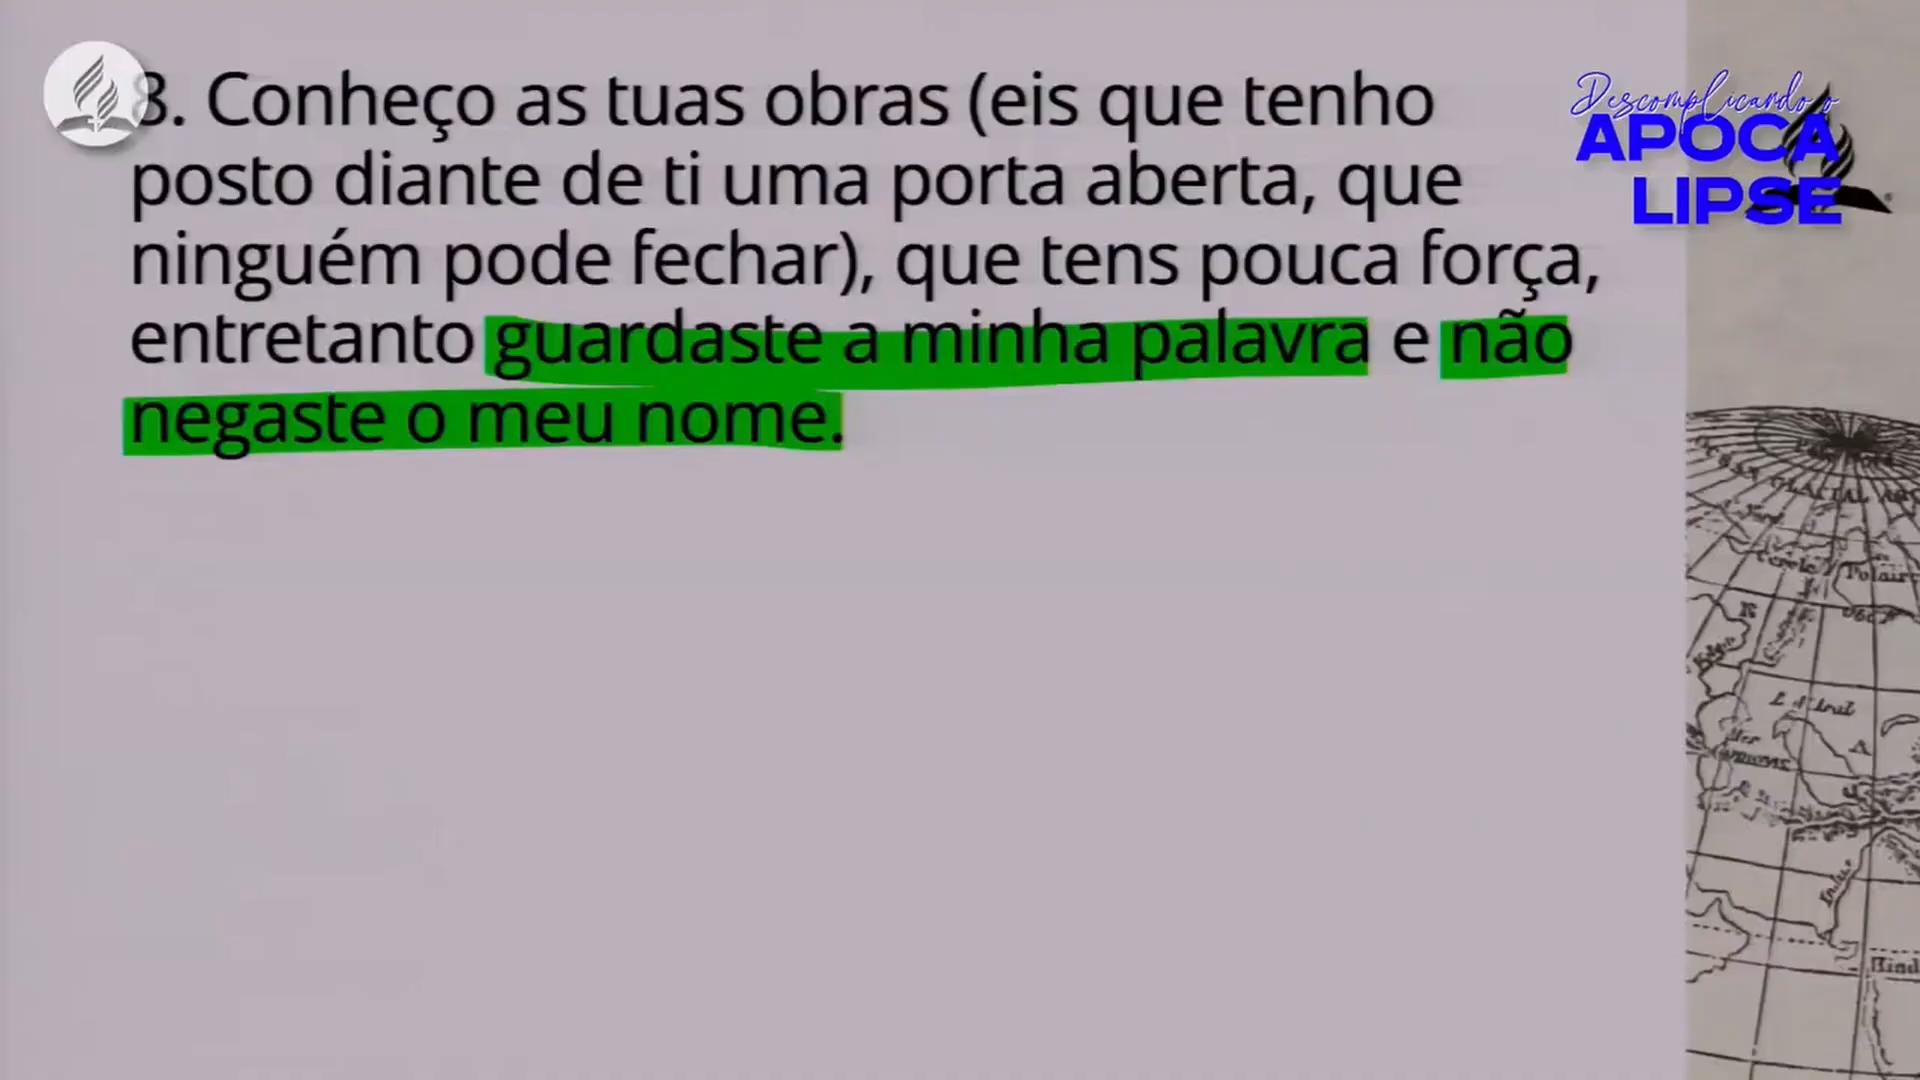 8. Conheço as tuas obras (eis que tenho
posto diante de ti uma porta aberta, que
ninguém pode fechar), que tens pouca força,
entretanto guardaste a minha palavra e não
negaste o meu nome.
Descomplicando o
APOCA
LIPSE